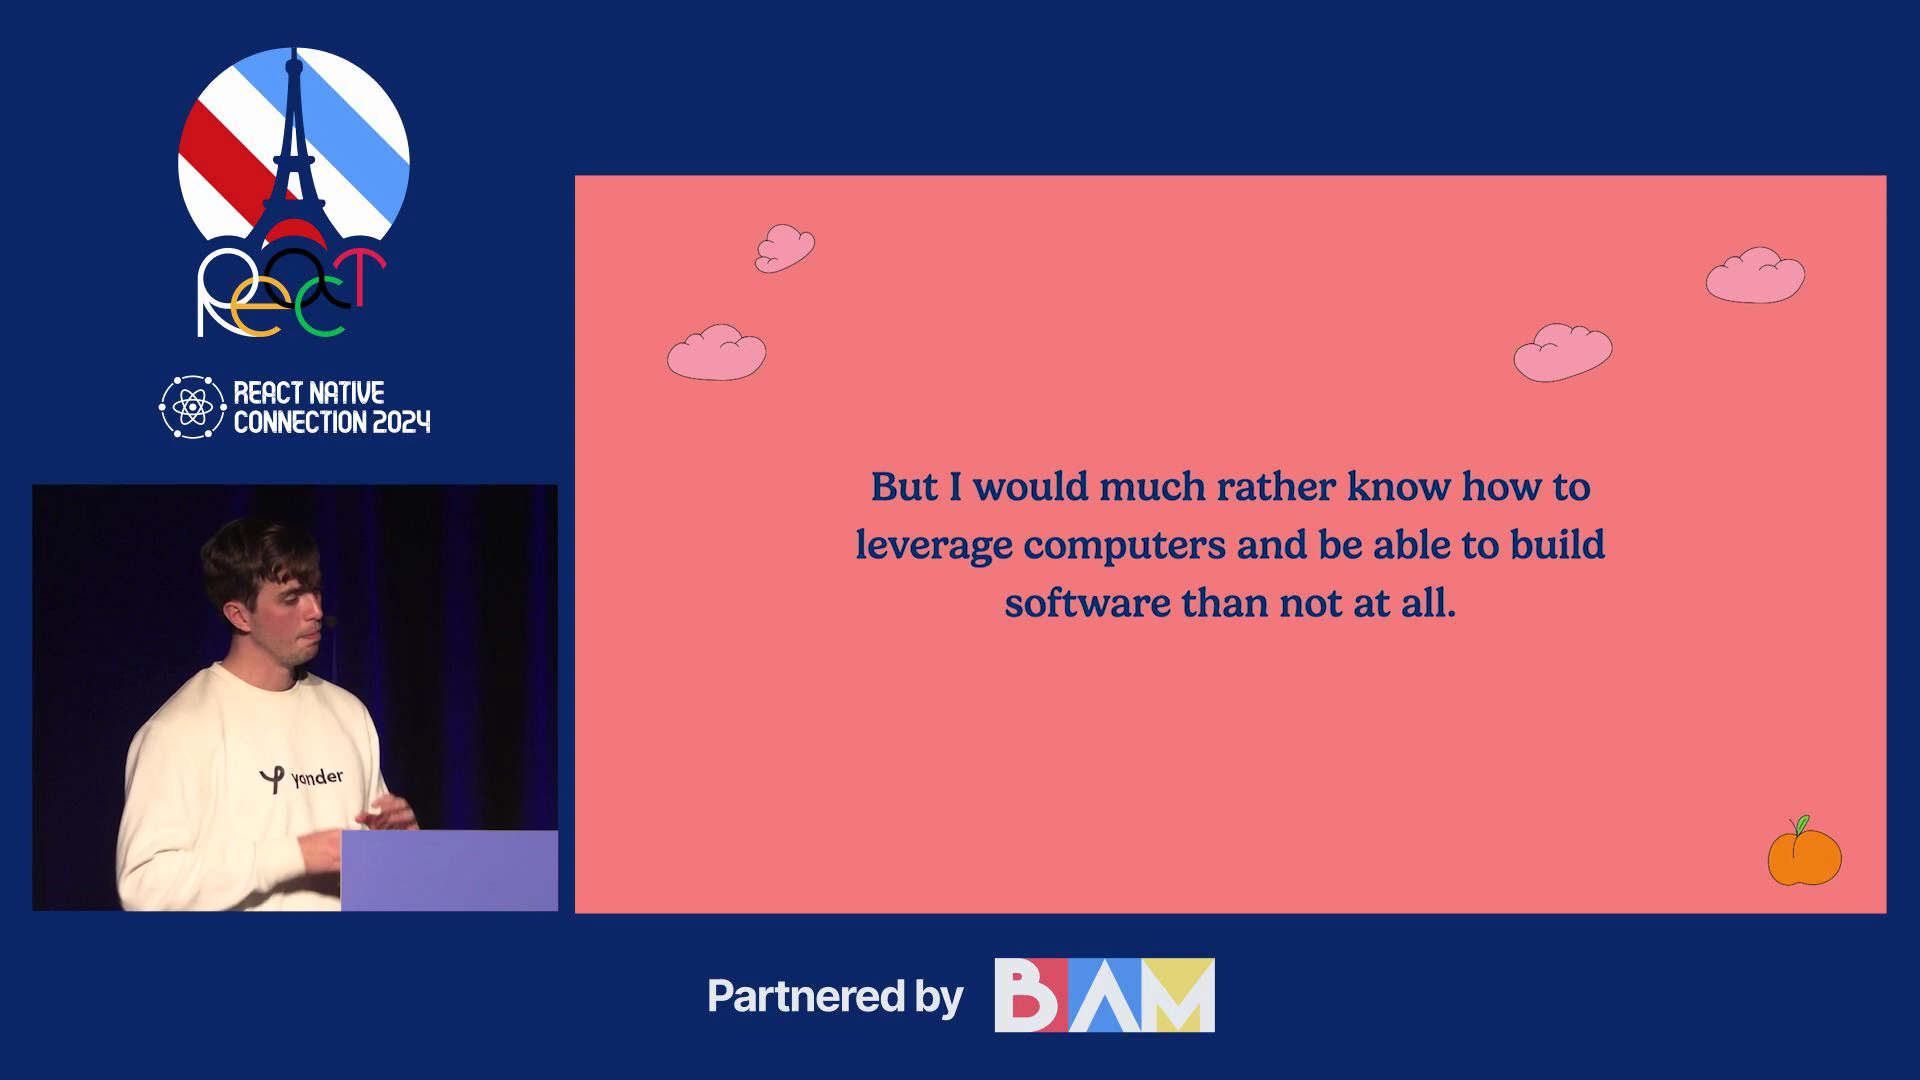 React
REACT NATIVE
CONNECTION 2024
But I would much rather know how to
leverage computers and be able to build
software than not at all.
yonder
Partnered by
BAM